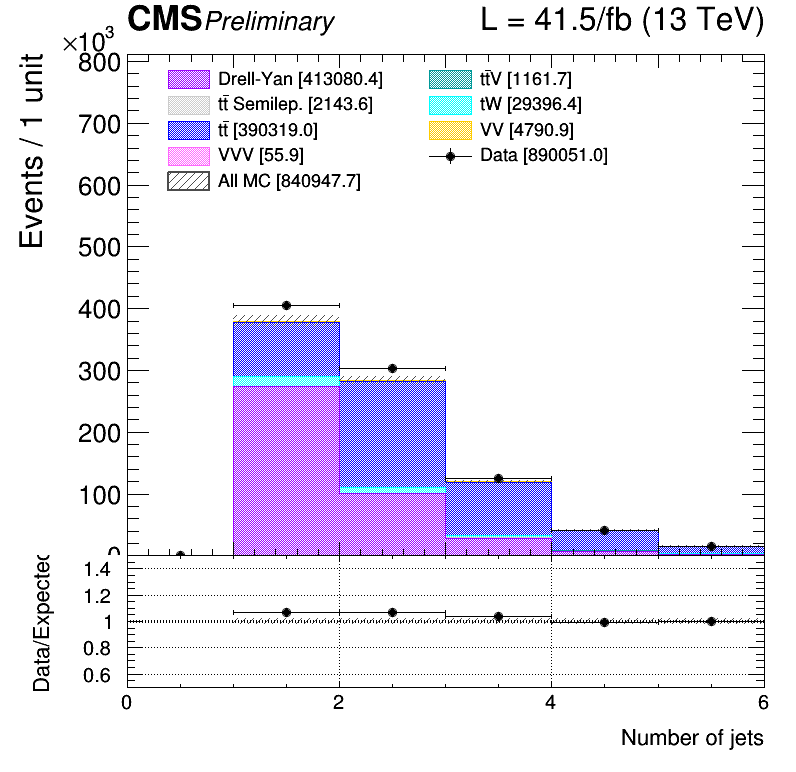 CMS Preliminary L = 41.5/fb (13 TeV)
×10³
Events / 1 unit
800
700
600
500
400
300
200
100
0
Drell-Yan [413080.4]
tt̄ Semilep. [2143.6]
tt̄ [390319.0]
VVV [55.9]
All MC [840947.7]
tt̄V [1161.7]
tW [29396.4]
VV [4790.9]
Data [890051.0]
Data/Expected
1.4
1.2
1
0.8
0.6
0 2 4 6
Number of jets